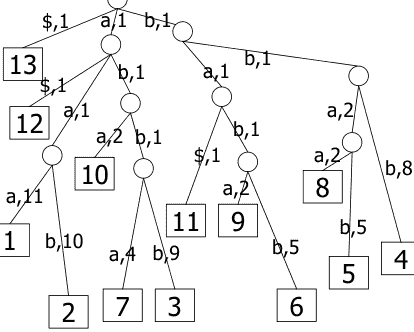 $,1 a,1 b,1
13 $,1 b,1 a,1 b,1
12 a,1 a,2
a,2 b,1 $,1 b,1 a,2
10 8 b,8
a,11 11 a,2 9
1 b,10 b,5
a,4 b,9 b,5 4
2 7 3 6 5